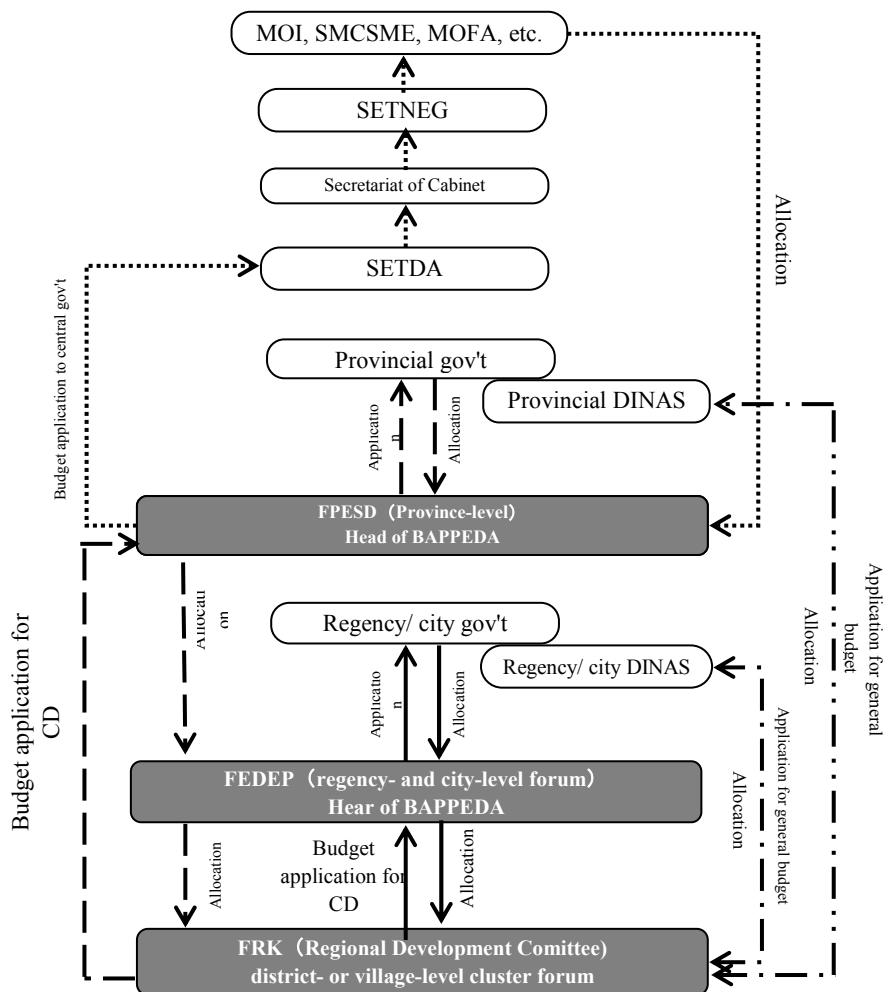 MOI, SMCSME, MOFA, etc.
SETNEG
Secretariat of Cabinet
SETDA
Allocation
Budget application to central gov't
Provincial gov't
Provincial DINAS
Applicatio
n
Allocation
FPESD（Province-level）
Head of BAPPEDA
Allocati
on
Regency/ city gov't
Regency/ city DINAS
Applicatio
n
Allocation
Budget application for
CD
Application for general
budget
Allocation
Application for general budget
Allocation
FEDEP（regency- and city-level forum）
Hear of BAPPEDA
Allocation
Budget
application for
CD
Allocation
FRK（Regional Development Comittee)
district- or village-level cluster forum